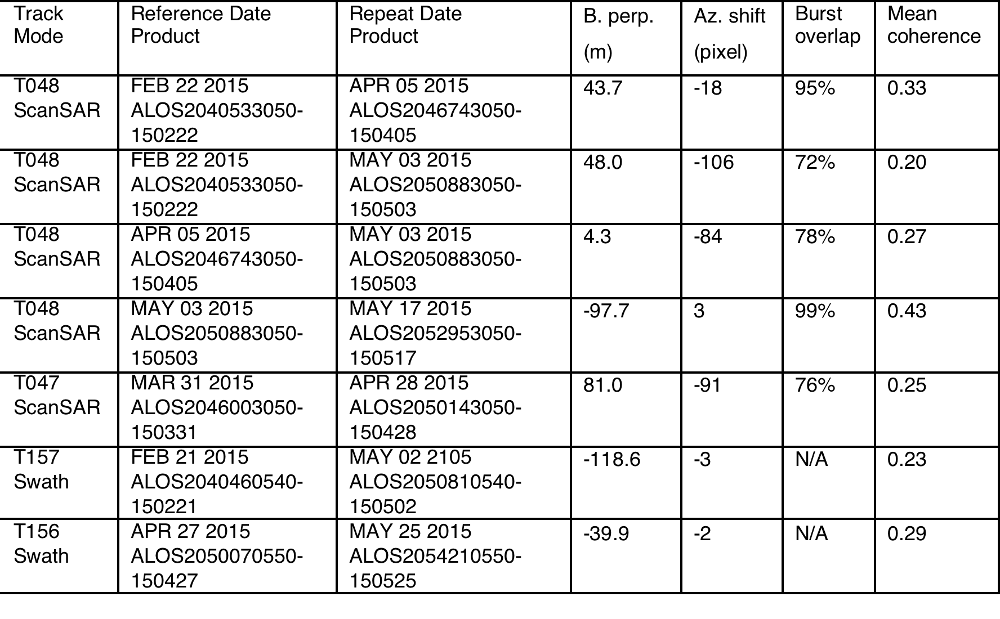 Track Mode
Reference Date Product
Repeat Date Product
B. perp. (m)
Az. shift (pixel)
Burst overlap
Mean coherence
T048
ScanSAR
FEB 22 2015
ALOS2040533050-
150222
APR 05 2015
ALOS2046743050-
150405
43.7
-18
95%
0.33
T048
ScanSAR
FEB 22 2015
ALOS2040533050-
150222
MAY 03 2015
ALOS2050883050-
150503
48.0
-106
72%
0.20
T048
ScanSAR
APR 05 2015
ALOS2046743050-
150405
MAY 03 2015
ALOS2050883050-
150503
4.3
-84
78%
0.27
T048
ScanSAR
MAY 03 2015
ALOS2050883050-
150503
MAY 17 2015
ALOS2052953050-
150517
-97.7
3
99%
0.43
T047
ScanSAR
MAR 31 2015
ALOS2046003050-
150331
APR 28 2015
ALOS2050143050-
150428
81.0
-91
76%
0.25
T157
Swath
FEB 21 2015
ALOS2040460540-
150221
MAY 02 2105
ALOS2050810540-
150502
-118.6
-3
N/A
0.23
T156
Swath
APR 27 2015
ALOS2050070550-
150427
MAY 25 2015
ALOS2054210550-
150525
-39.9
-2
N/A
0.29